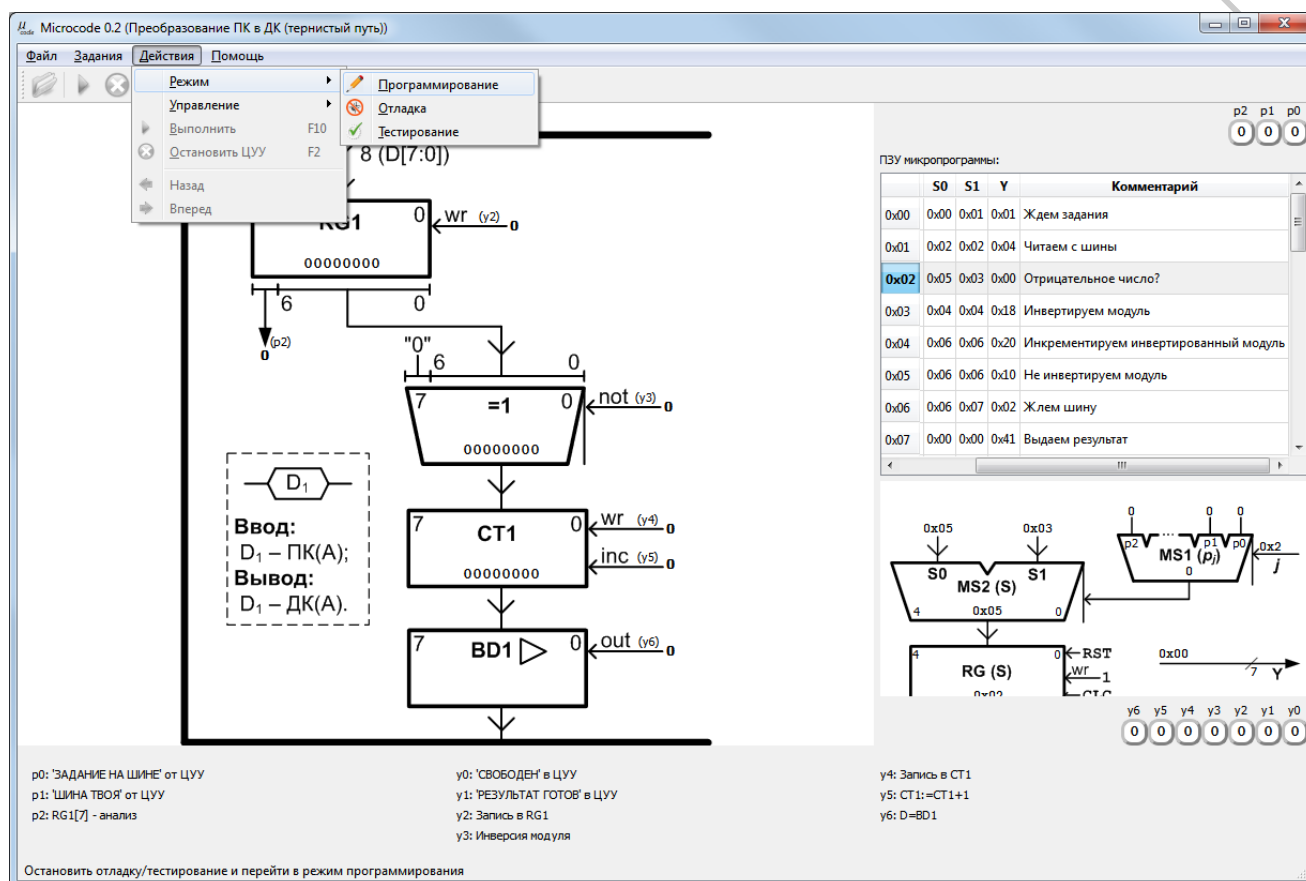 μ code Microcode 0.2 (Преобразование ПК в ДК (тернистый путь))
Файл Задания Действия Помощь
Режим
Управление
Выполнить F10
Остановить ЦУУ F2
Назад
Вперед
Программирование
Отладка
Тестирование
8 (D[7:0])
RG1 0
00000000
wr (y2) 0
6 0
(p2)
0
"0"
6 0
7 =1 0
00000000
not (y3) 0
D1
Ввод:
D1 – ПК(А);
Вывод:
D1 – ДК(А).
7 CT1 0
00000000
wr (y4) 0
inc (y5) 0
7 BD1 0
out (y6) 0
p2 p1 p0
0 0 0
ПЗУ микропрограммы:
S0 S1 Y Комментарий
0x00 0x00 0x01 0x01 Ждем задания
0x01 0x02 0x02 0x04 Читаем с шины
0x02 0x05 0x03 0x00 Отрицательное число?
0x03 0x04 0x04 0x18 Инвертируем модуль
0x04 0x06 0x06 0x20 Инкрементируем инвертированный модуль
0x05 0x06 0x06 0x10 Не инвертируем модуль
0x06 0x06 0x07 0x02 Жлем шину
0x07 0x00 0x00 0x41 Выдаем результат
0 0 0
0x05 0x03
p2 ... p1 p0
MS1 (pj)
0
0x2
j
S0 S1
MS2 (S)
4 0x05 0
4 0
RG (S)
0x02
RST
wr 1
CLC
0x00
7 Y
y6 y5 y4 y3 y2 y1 y0
0 0 0 0 0 0 0
p0: 'ЗАДАНИЕ НА ШИНЕ' от ЦУУ
p1: 'ШИНА ТВОЯ' от ЦУУ
p2: RG1[7] - анализ
y0: 'СВОБОДЕН' в ЦУУ
y1: 'РЕЗУЛЬТАТ ГОТОВ' в ЦУУ
y2: Запись в RG1
y3: Инверсия модуля
y4: Запись в CT1
y5: CT1:=CT1+1
y6: D=BD1
Остановить отладку/тестирование и перейти в режим программирования